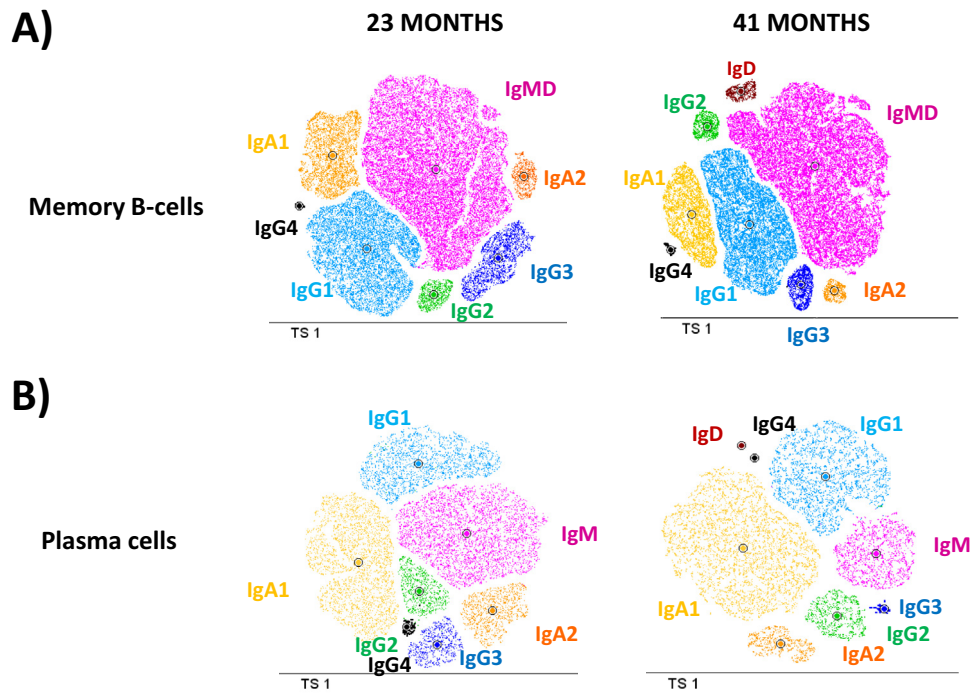 A)
23 MONTHS
41 MONTHS
Memory B-cells
IgA1
IgMD
IgA2
IgG4
IgG1
IgG2
IgG3
TS 1
IgD
IgG2
IgMD
IgA1
IgG4
IgG1
IgG3
IgA2
TS 1
B)
Plasma cells
IgG1
IgM
IgA1
IgG2
IgG4
IgG3
IgA2
TS 1
IgD
IgG4
IgG1
IgM
IgA1
IgG3
IgG2
IgA2
TS 1